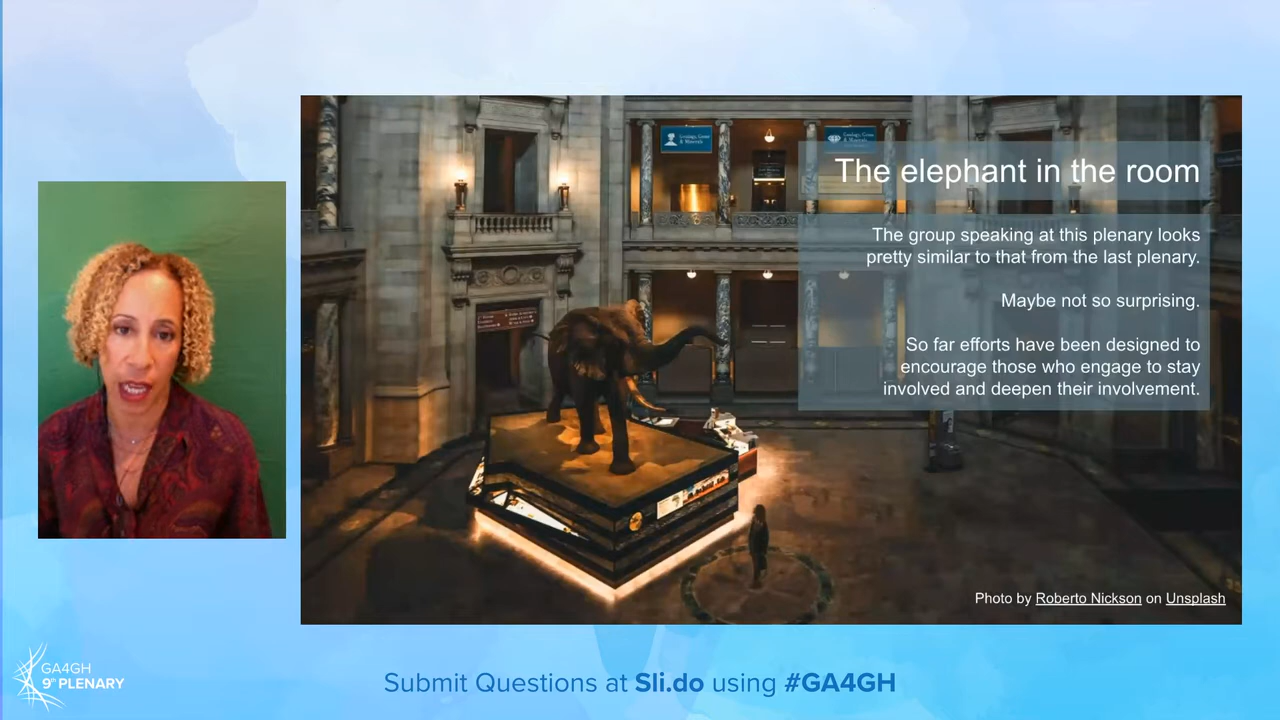 Geology, Gems
& Minerals
The elephant in the room
The group speaking at this plenary looks
pretty similar to that from the last plenary.
Maybe not so surprising.
So far efforts have been designed to
encourage those who engage to stay
involved and deepen their involvement.
Photo by Roberto Nickson on Unsplash
GA4GH
9th PLENARY
Submit Questions at Sli.do using #GA4GH